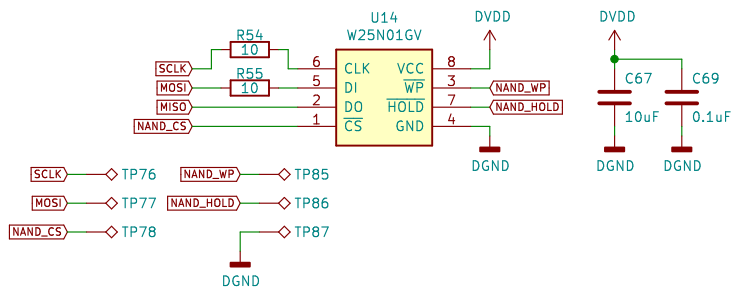 U14
W25N01GV
DVDD
DVDD
R54
10
SCLK
6 CLK VCC 8
R55
10
MOSI
5 DI WP 3 NAND_WP
MISO
2 DO HOLD 7 NAND_HOLD
NAND_CS
1 CS GND 4
DGND
C67
10uF
C69
0.1uF
DGND
DGND
SCLK TP76
NAND_WP TP85
MOSI TP77
NAND_HOLD TP86
NAND_CS TP78
TP87
DGND